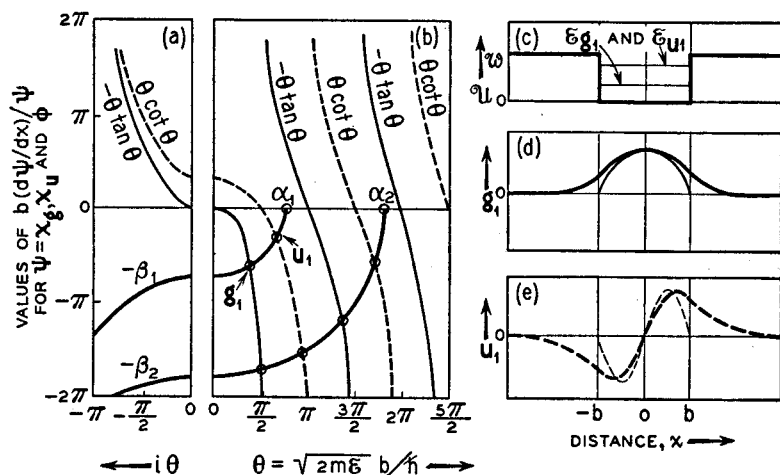 (a)
(b)
2π
π
0
-π
-2π
VALUES OF b(dψ/dx)/ψ
FOR ψ=χg,χu AND φ
-θ tan θ
θ cot θ
-θ tan θ
θ cot θ
-θ tan θ
θ cot θ
α1
α2
-β1
-β2
g1
u1
-π
-π/2
0
0
π/2
π
3π/2
2π
5π/2
iθ
θ = √2mℰ b/ħ
(c)
ℰg1 AND ℰu1
w
U
0
(d)
g1
0
(e)
u1
0
-b
0
b
DISTANCE, x